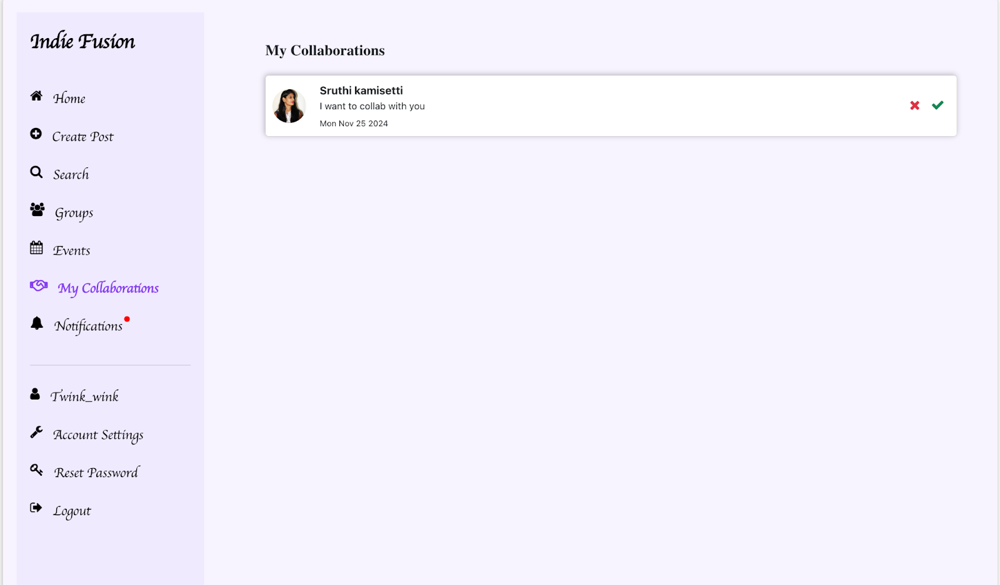 Indie Fusion
Home
Create Post
Search
Groups
Events
My Collaborations
Notifications
Twink_wink
Account Settings
Reset Password
Logout
My Collaborations
Sruthi kamisetti
I want to collab with you
Mon Nov 25 2024